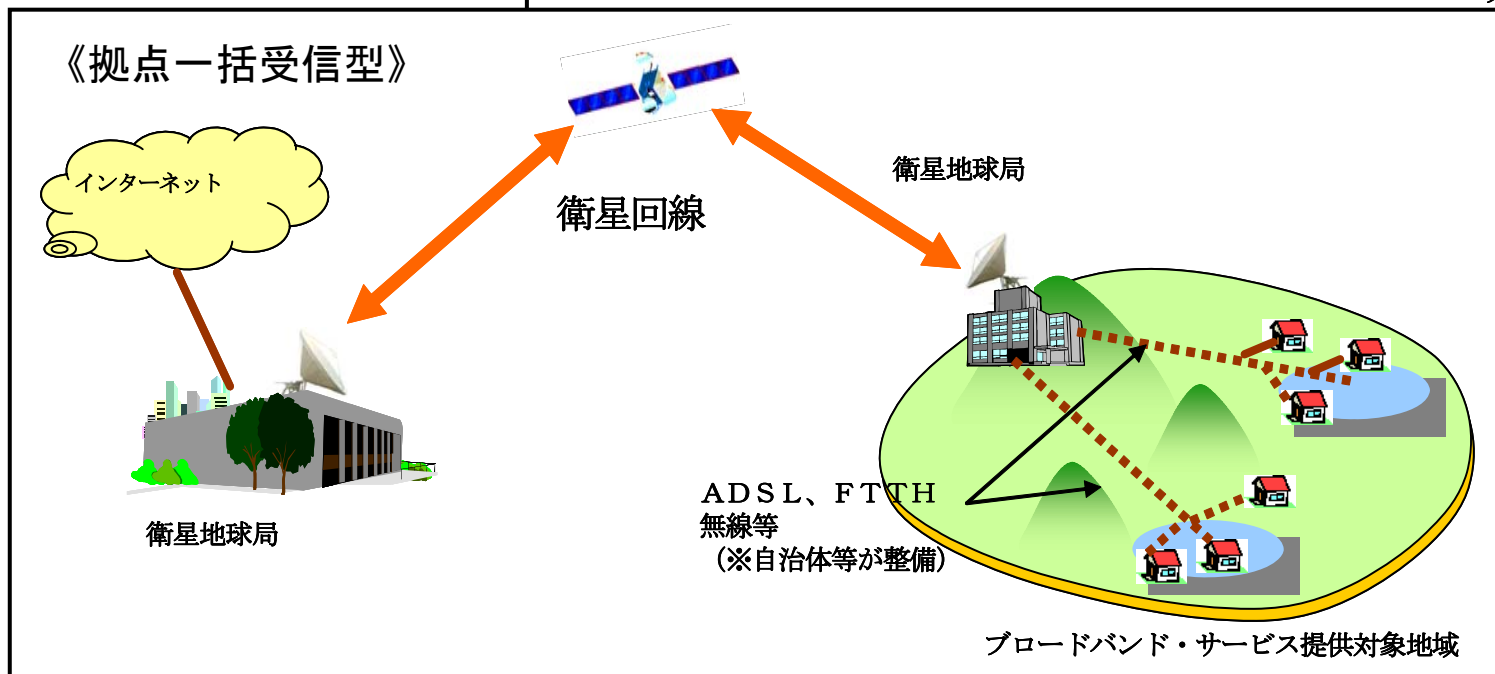 《拠点一括受信型》
インターネット
衛星回線
衛星地球局
衛星地球局
ＡＤＳＬ、ＦＴＴＨ
無線等
（※自治体等が整備）
ブロードバンド・サービス提供対象地域